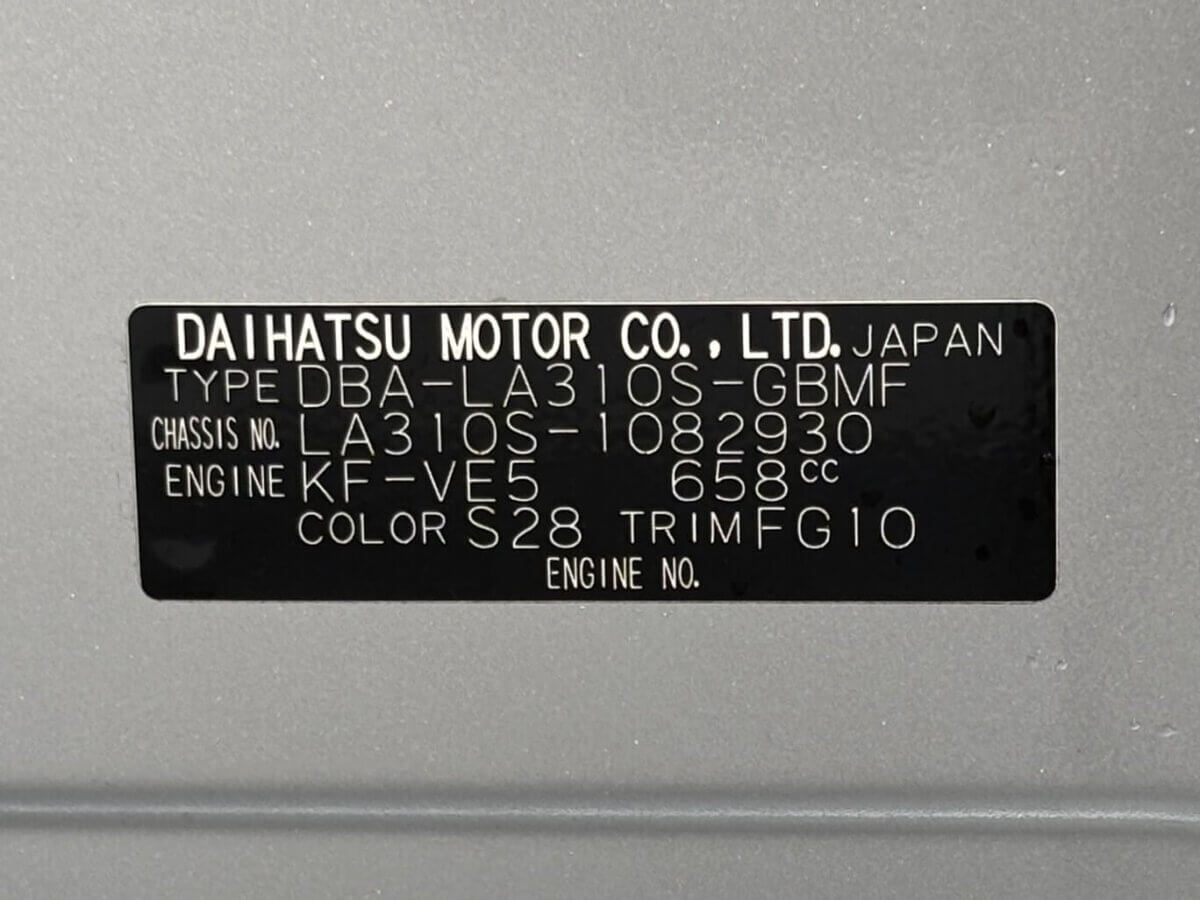 DAIHATSU MOTOR CO., LTD. JAPAN
TYPE DBA-LA310S-GBMF
CHASSIS NO. LA310S-1082930
ENGINE KF-VE5 658cc
COLOR S28 TRIM FG10
ENGINE NO.